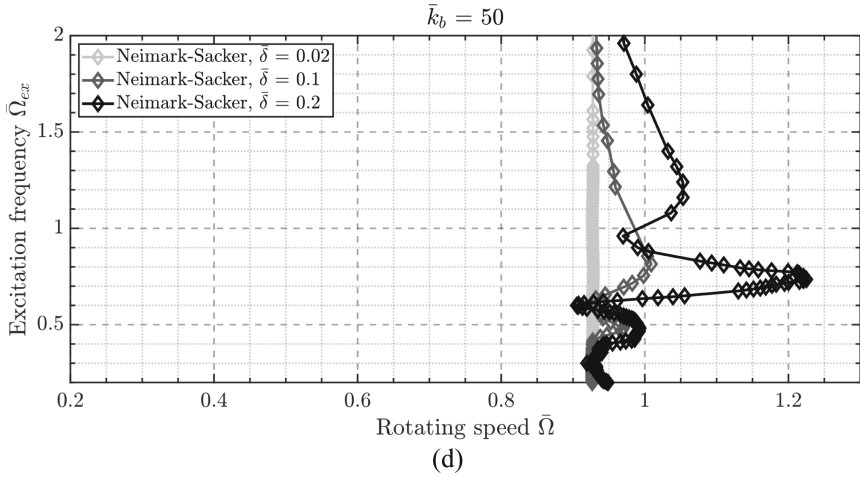 k̄_b = 50
Neimark-Sacker, δ̄ = 0.02
Neimark-Sacker, δ̄ = 0.1
Neimark-Sacker, δ̄ = 0.2
Excitation frequency Ω̄_ex
2
1.5
1
0.5
0.2 0.4 0.6 0.8 1 1.2
Rotating speed Ω̄
(d)